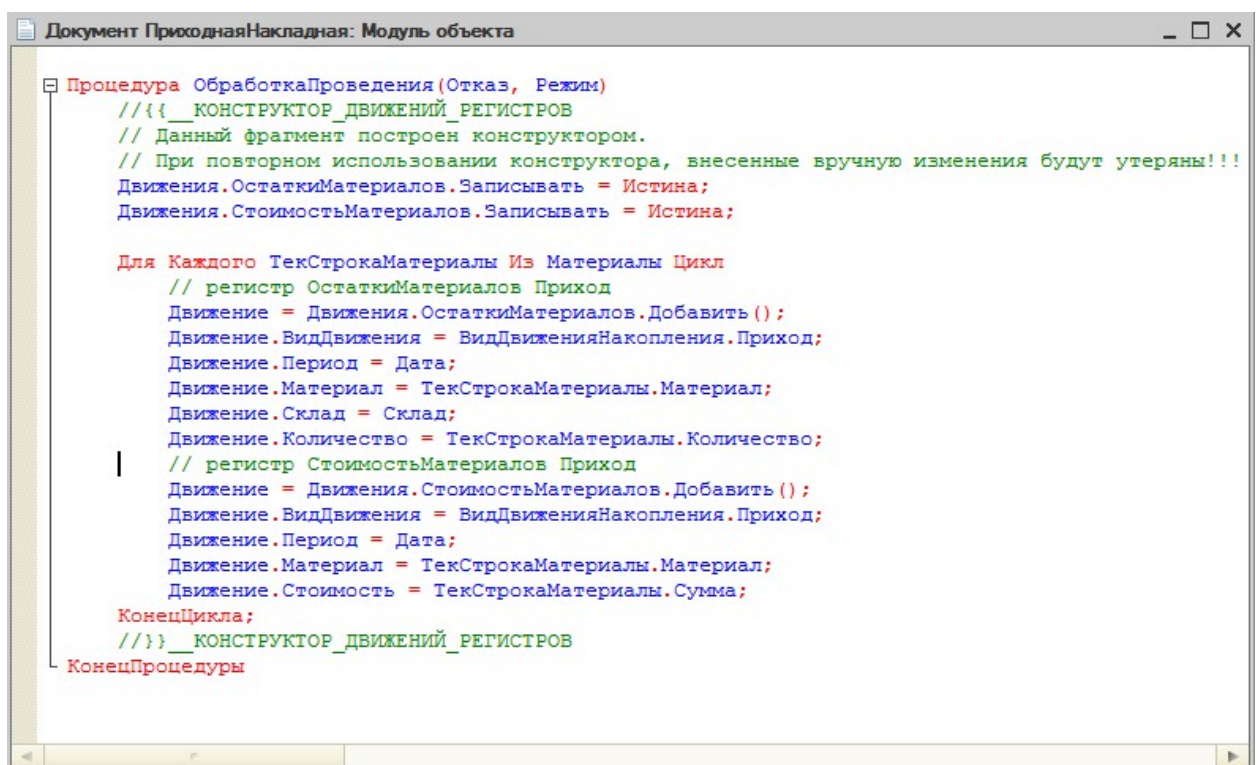 Документ ПриходнаяНакладная: Модуль объекта
Процедура ОбработкаПроведения(Отказ, Режим)
//{{__КОНСТРУКТОР_ДВИЖЕНИЙ_РЕГИСТРОВ
// Данный фрагмент построен конструктором.
// При повторном использовании конструктора, внесенные вручную изменения будут утеряны!!!
Движения.ОстаткиМатериалов.Записывать = Истина;
Движения.СтоимостьМатериалов.Записывать = Истина;
Для Каждого ТекСтрокаМатериалы Из Материалы Цикл
// регистр ОстаткиМатериалов Приход
Движение = Движения.ОстаткиМатериалов.Добавить();
Движение.ВидДвижения = ВидДвиженияНакопления.Приход;
Движение.Период = Дата;
Движение.Материал = ТекСтрокаМатериалы.Материал;
Движение.Склад = Склад;
Движение.Количество = ТекСтрокаМатериалы.Количество;
// регистр СтоимостьМатериалов Приход
Движение = Движения.СтоимостьМатериалов.Добавить();
Движение.ВидДвижения = ВидДвиженияНакопления.Приход;
Движение.Период = Дата;
Движение.Материал = ТекСтрокаМатериалы.Материал;
Движение.Стоимость = ТекСтрокаМатериалы.Сумма;
КонецЦикла;
//}}__КОНСТРУКТОР_ДВИЖЕНИЙ_РЕГИСТРОВ
КонецПроцедуры